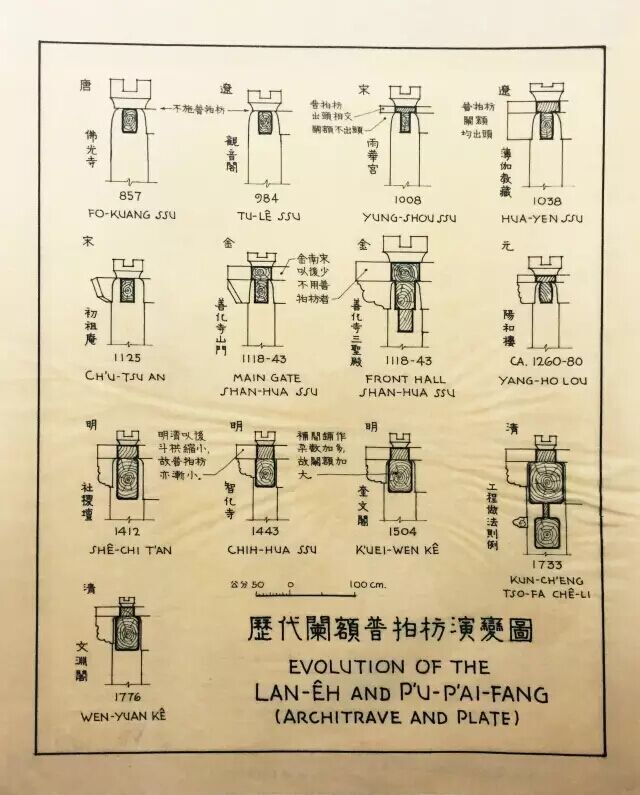 唐
佛光寺
857
FO-KUANG SSU
不施普拍枋
遼
觀音閣
984
TU-LÊ SSU
宋
普拍枋
出頭相交
闌額不出頭
雨華宮
1008
YUNG-SHOU SSU
遼
普拍枋
闌額
均出頭
薄伽教藏
1038
HUA-YEN SSU
宋
初祖庵
1125
CH'U-TSU AN
金
善化寺山門
1118-43
MAIN GATE
SHAN-HUA SSU
金南宋
以後少
不用普
拍枋者
金
善化寺三聖殿
1118-43
FRONT HALL
SHAN-HUA SSU
元
陽和樓
CA. 1260-80
YANG-HO LOU
明
社稷壇
1412
SHÊ-CHI T'AN
明清以後
斗栱縮小,
故普拍枋
亦漸小。
明
智化寺
1443
CHIH-HUA SSU
補間鋪作
朵數加多,
故闌額加
大。
明
奎文閣
1504
K'UEI-WEN KÊ
清
工程做法則例
1733
KUN-CH'ENG
TSO-FA CHÊ-LI
清
文淵閣
1776
WEN-YUAN KÊ
公分 50 0 100 CM.
歷代闌額普拍枋演變圖
EVOLUTION OF THE
LAN-ÊH AND P'U-P'AI-FANG
(ARCHITRAVE AND PLATE)